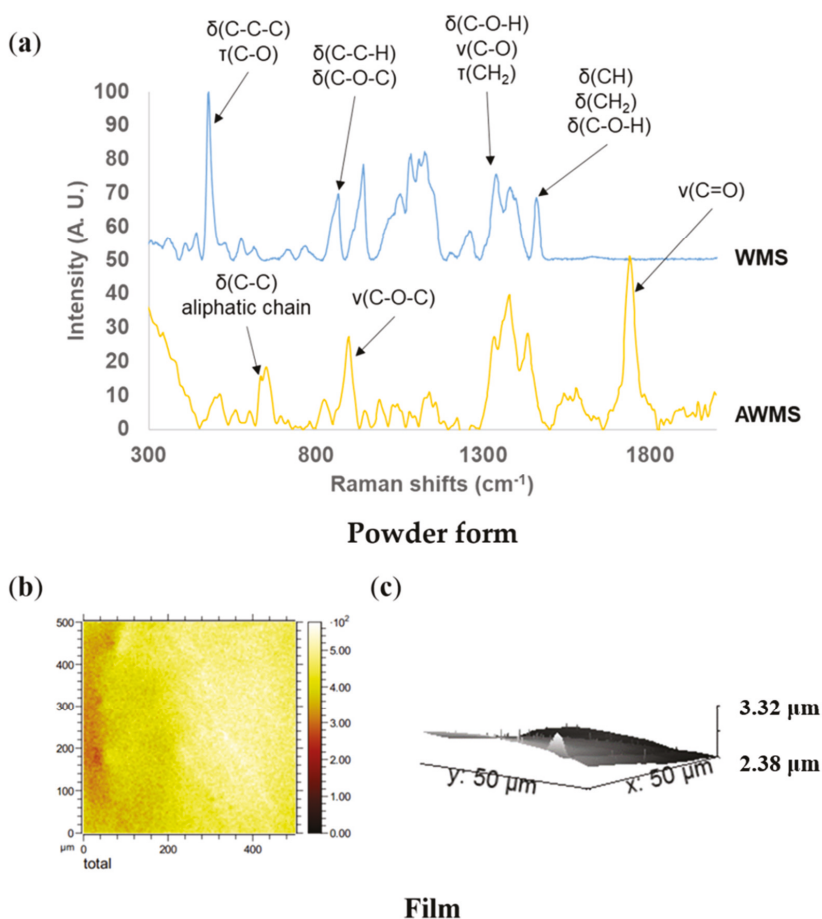 (a)
δ(C-C-C)
τ(C-O)
δ(C-C-H)
δ(C-O-C)
δ(C-O-H)
ν(C-O)
τ(CH₂)
δ(CH)
δ(CH₂)
δ(C-O-H)
ν(C=O)
100
90
80
70
60
50
40
30
20
10
0
Intensity (A. U.)
WMS
δ(C-C)
aliphatic chain
ν(C-O-C)
AWMS
300
800
1300
1800
Raman shifts (cm⁻¹)
Powder form
(b)
500
400
300
200
100
0
µm
0
200
400
total
·10²
5.00
4.00
3.00
2.00
1.00
0.00
(c)
3.32 µm
2.38 µm
y: 50 µm
x: 50 µm
Film